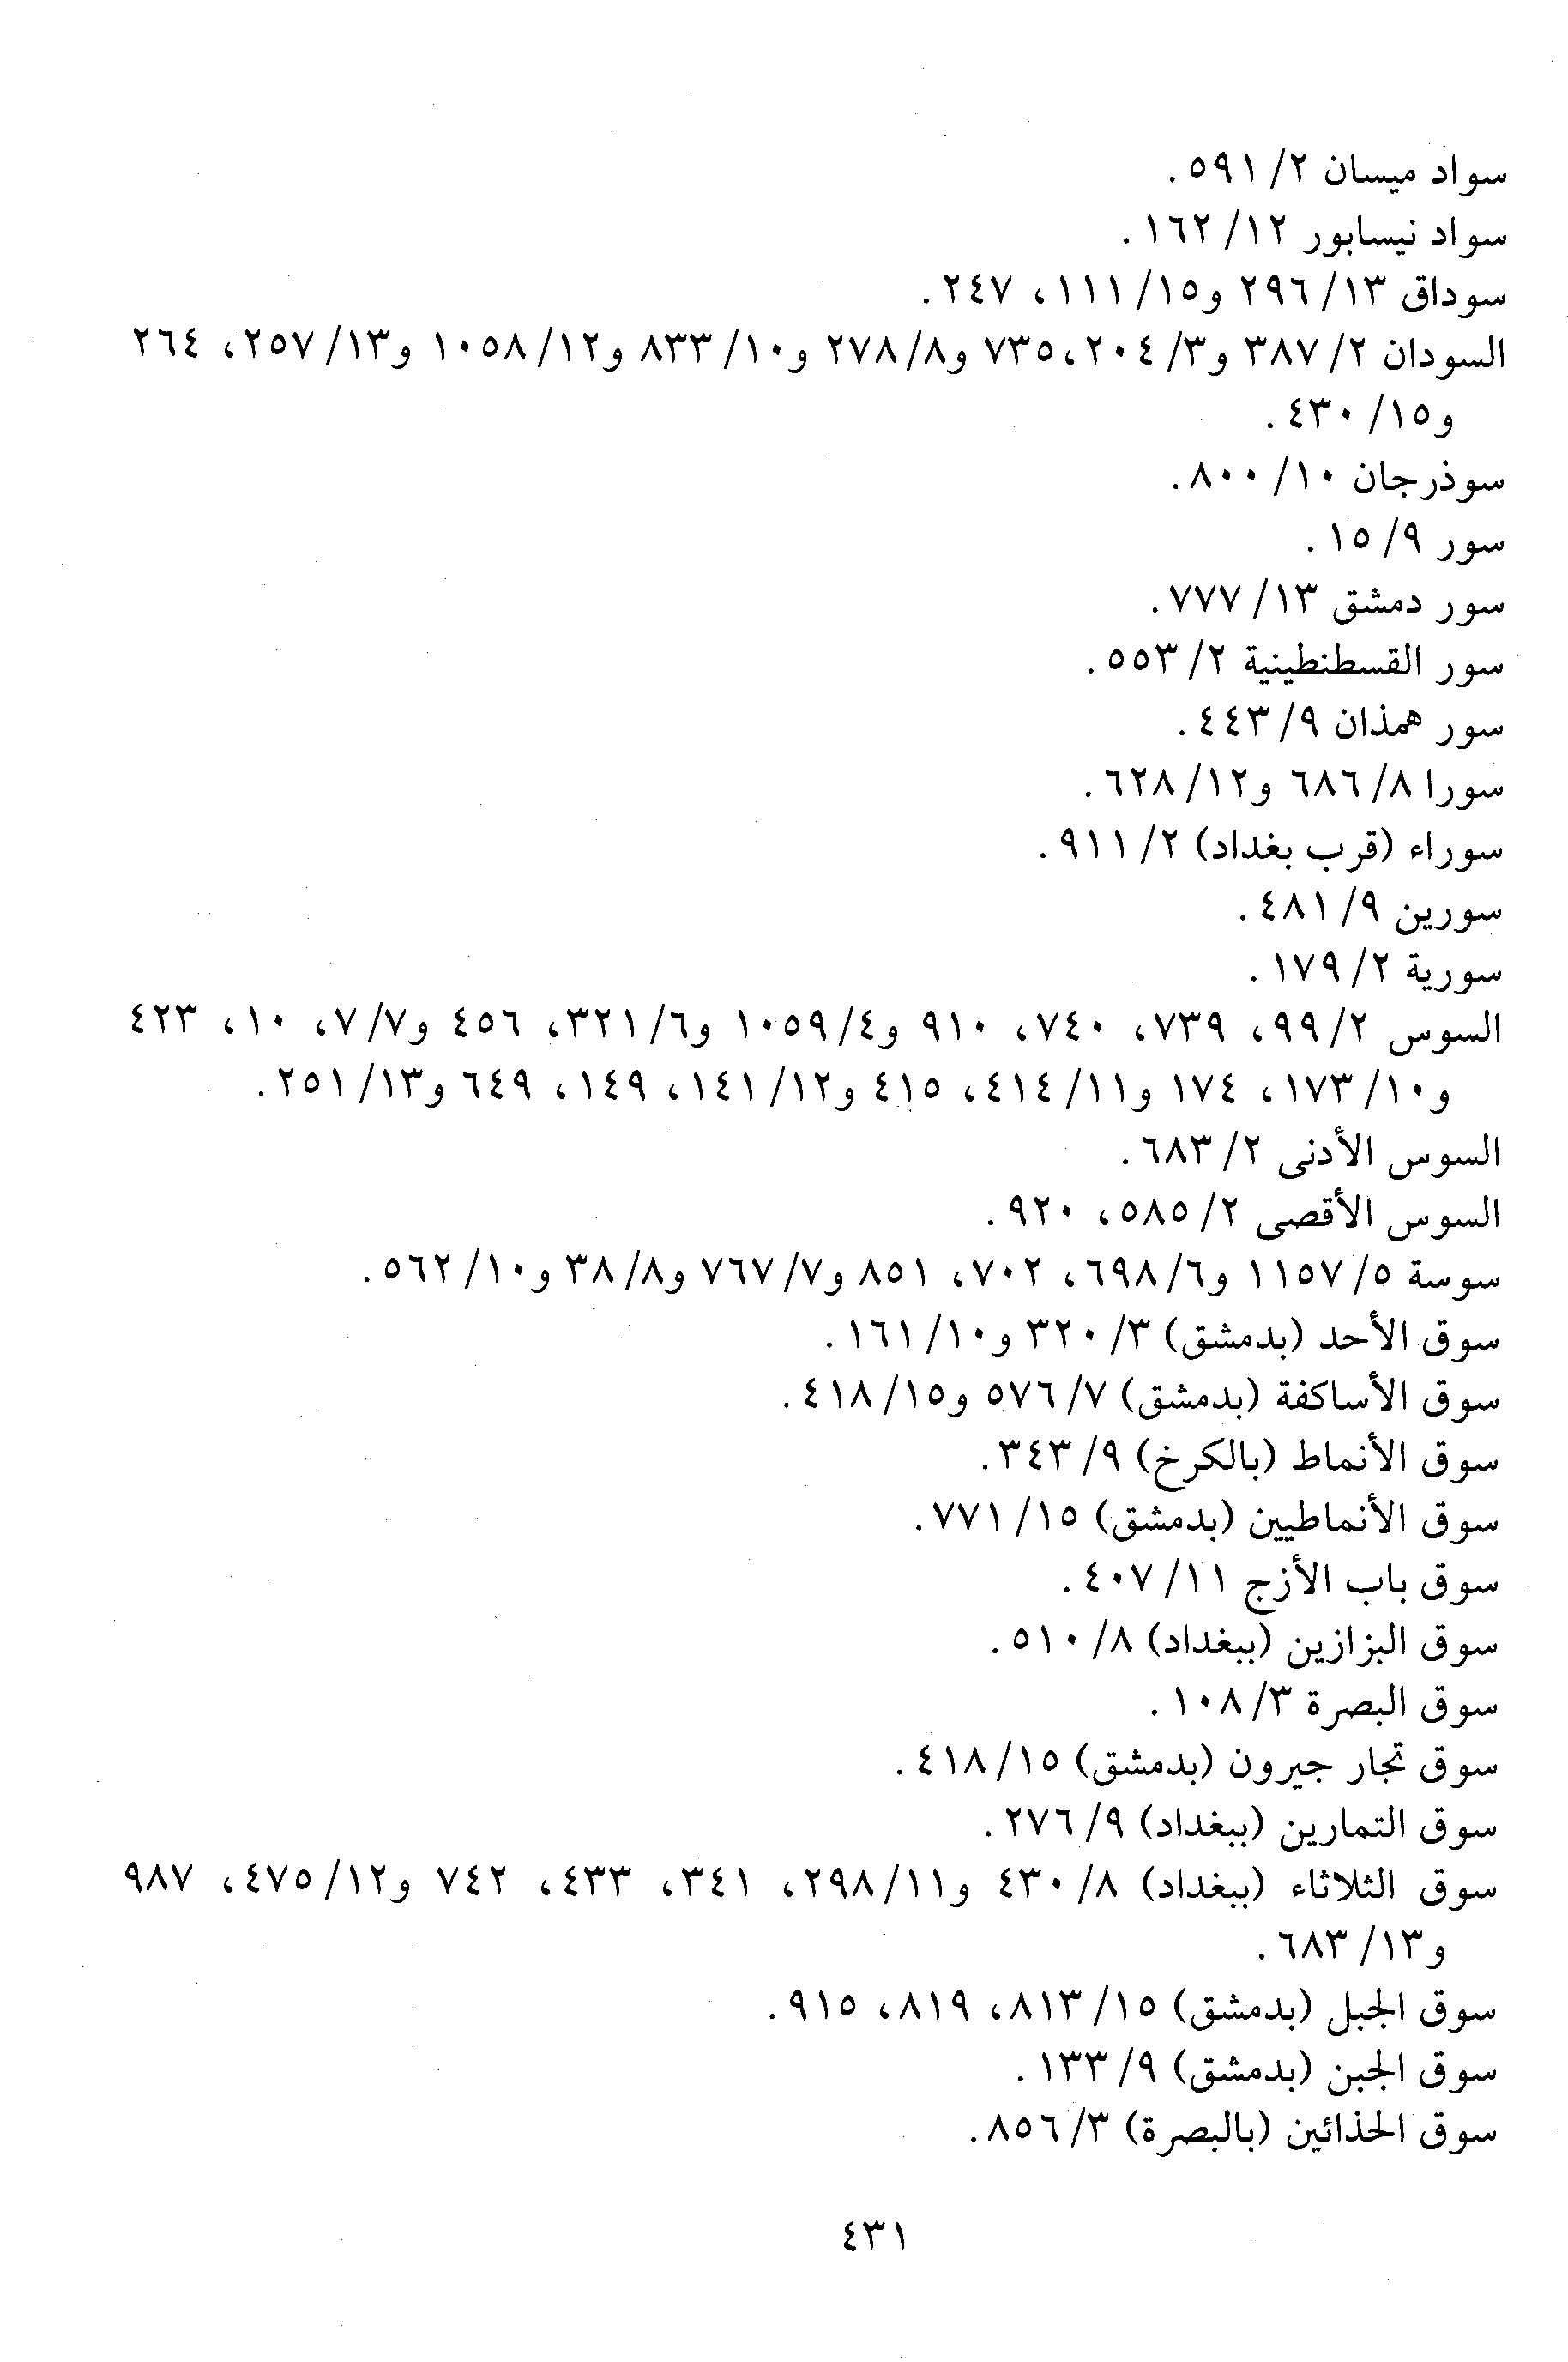 سواد ميسان ٢/ ٥٩١.
سواد نيسابور ١٢/ ١٦٢.
سوداق ١٣/ ٢٩٦ و١٥/ ١١١، ٢٤٧.
السودان ٢/ ٣٨٧ و٣/ ٢٠٤، ٧٣٥ و٨/ ٢٧٨ و١٠/ ٨٣٣ و١٢/ ١٠٥٨ و١٣/ ٢٥٧، ٢٦٤
و١٥/ ٤٣٠.
سوذرجان ١٠/ ٨٠٠.
سور ٩/ ١٥.
سور دمشق ١٣/ ٧٧٧.
سور القسطنطينية ٢/ ٥٥٣.
سور همذان ٩/ ٤٤٣.
سورا ٨/ ٦٨٦ و١٢/ ٦٢٨.
سوراء (قرب بغداد) ٢/ ٩١١.
سورين ٩/ ٤٨١.
سورية ٢/ ١٧٩.
السوس ٢/ ٩٩، ٧٣٩، ٧٤٠، ٩١٠ و٤/ ١٠٥٩ و٦/ ٣٢١، ٤٥٦ و٧/ ٧، ١٠، ٤٢٣
و١٠/ ١٧٣، ١٧٤ و١١/ ٤١٤، ٤١٥ و١٢/ ١٤١، ١٤٩، ٦٤٩ و١٣/ ٢٥١.
السوس الأدنى ٢/ ٦٨٣.
السوس الأقصى ٢/ ٥٨٥، ٩٢٠.
سوسة ٥/ ١١٥٧ و٦/ ٦٩٨، ٧٠٢، ٨٥١ و٧/ ٧٦٧ و٨/ ٣٨ و١٠/ ٥٦٢.
سوق الأحد (بدمشق) ٣/ ٣٢٠ و١٠/ ١٦١.
سوق الأساكفة (بدمشق) ٧/ ٥٧٦ و١٥/ ٤١٨.
سوق الأنماط (بالكرخ) ٩/ ٣٤٣.
سوق الأنماطيين (بدمشق) ١٥/ ٧٧١.
سوق باب الأزج ١١/ ٤٠٧.
سوق البزازين (ببغداد) ٨/ ٥١٠.
سوق البصرة ٣/ ١٠٨.
سوق تجار جيرون (بدمشق) ١٥/ ٤١٨.
سوق التمارين (ببغداد) ٩/ ٢٧٦.
سوق الثلاثاء (ببغداد) ٨/ ٤٣٠ و١١/ ٢٩٨، ٣٤١، ٤٣٣، ٧٤٢ و١٢/ ٤٧٥، ٩٨٧
و١٣/ ٦٨٣.
سوق الجبل (بدمشق) ١٥/ ٨١٣، ٨١٩، ٩١٥.
سوق الجبن (بدمشق) ٩/ ١٣٣.
سوق الحذائين (بالبصرة) ٣/ ٨٥٦.
٤٣١